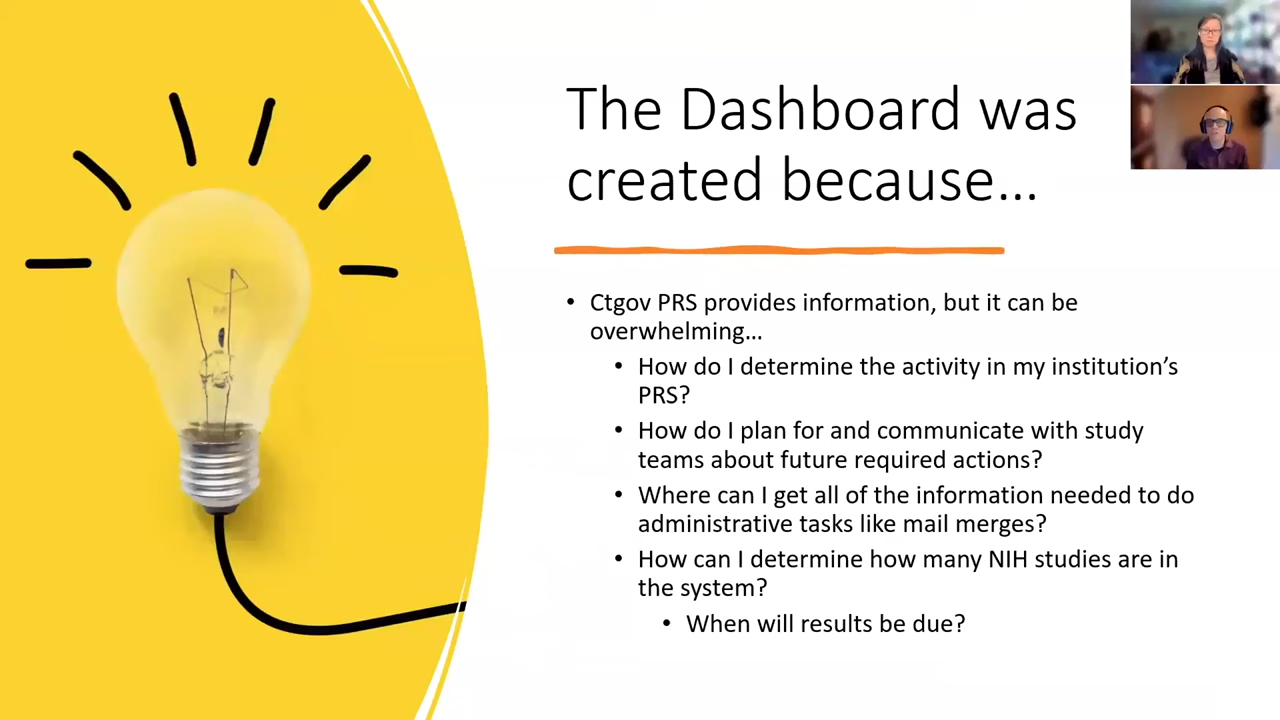 The Dashboard was
created because...
• Ctgov PRS provides information, but it can be
overwhelming...
• How do I determine the activity in my institution’s
PRS?
• How do I plan for and communicate with study
teams about future required actions?
• Where can I get all of the information needed to do
administrative tasks like mail merges?
• How can I determine how many NIH studies are in
the system?
• When will results be due?